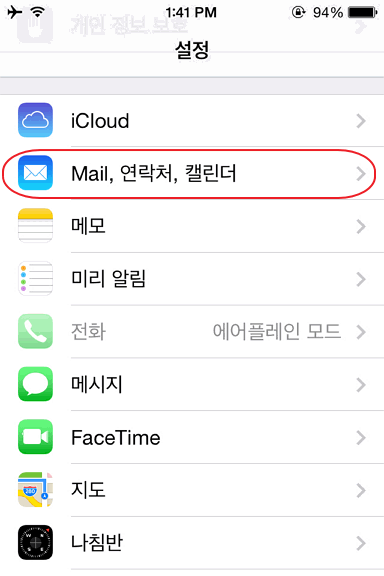 1:41 PM 94%
개인 정보 보호
설정
iCloud
Mail, 연락처, 캘린더
메모
미리 알림
전화 에어플레인 모드
메시지
FaceTime
지도
나침반